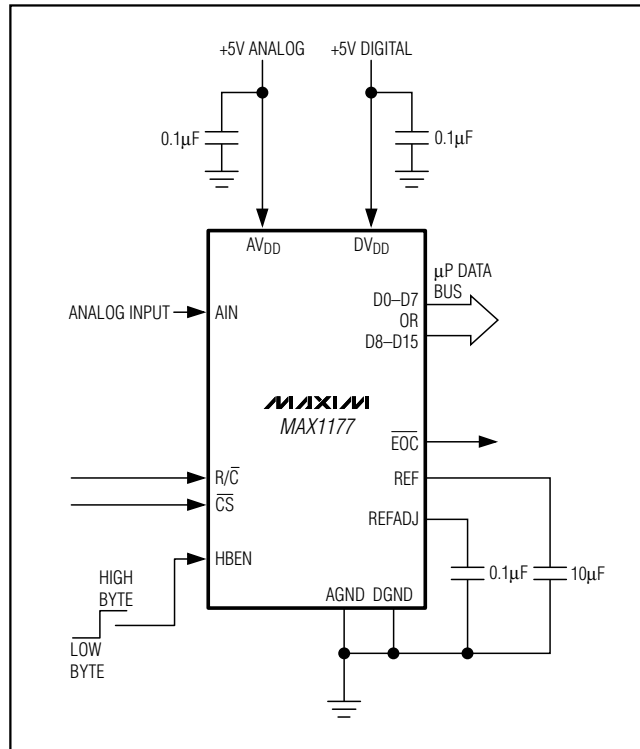 +5V ANALOG
+5V DIGITAL
0.1μF
0.1μF
AVDD
DVDD
μP DATA
BUS
D0–D7
OR
D8–D15
ANALOG INPUT
AIN
MAXIM
MAX1177
EOC
R/C
REF
CS
REFADJ
HBEN
HIGH
BYTE
LOW
BYTE
0.1μF
10μF
AGND
DGND